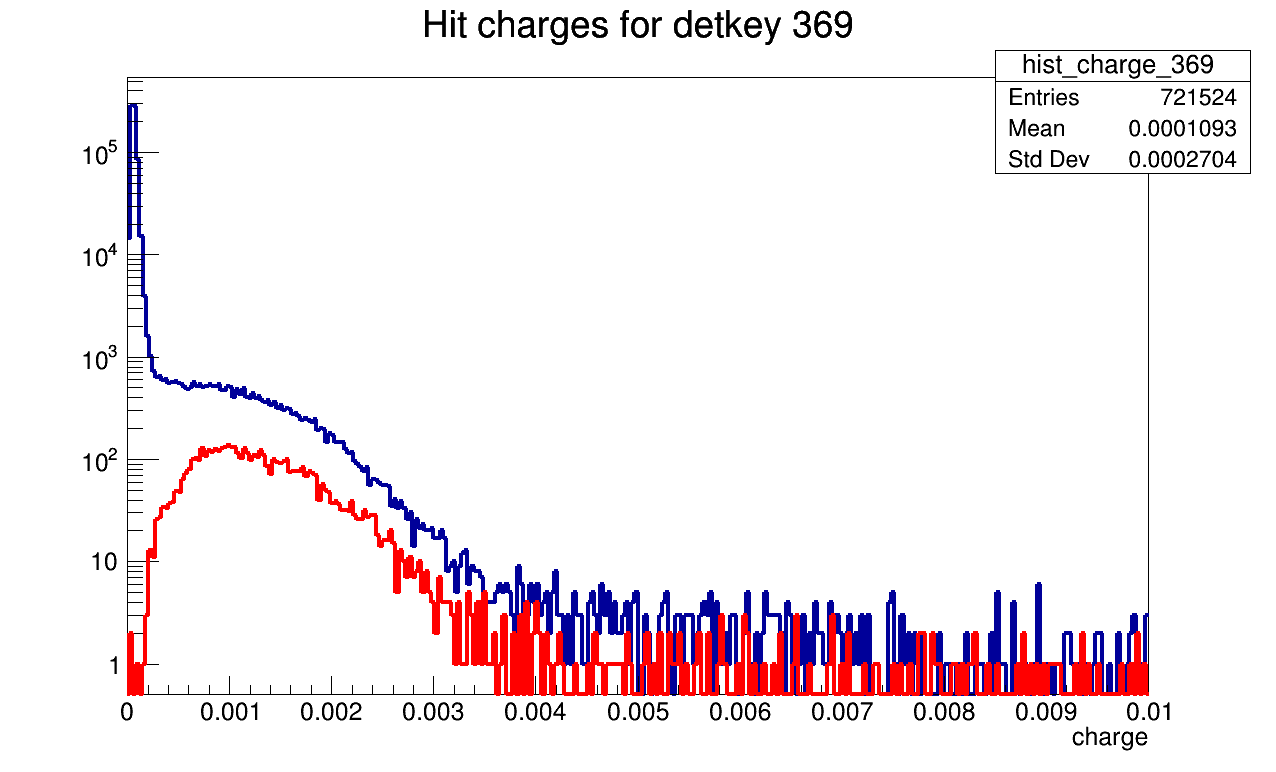 Hit charges for detkey 369
hist_charge_369
Entries 721524
Mean 0.0001093
Std Dev 0.0002704
10^5
10^4
10^3
10^2
10
1
0 0.001 0.002 0.003 0.004 0.005 0.006 0.007 0.008 0.009 0.01
charge